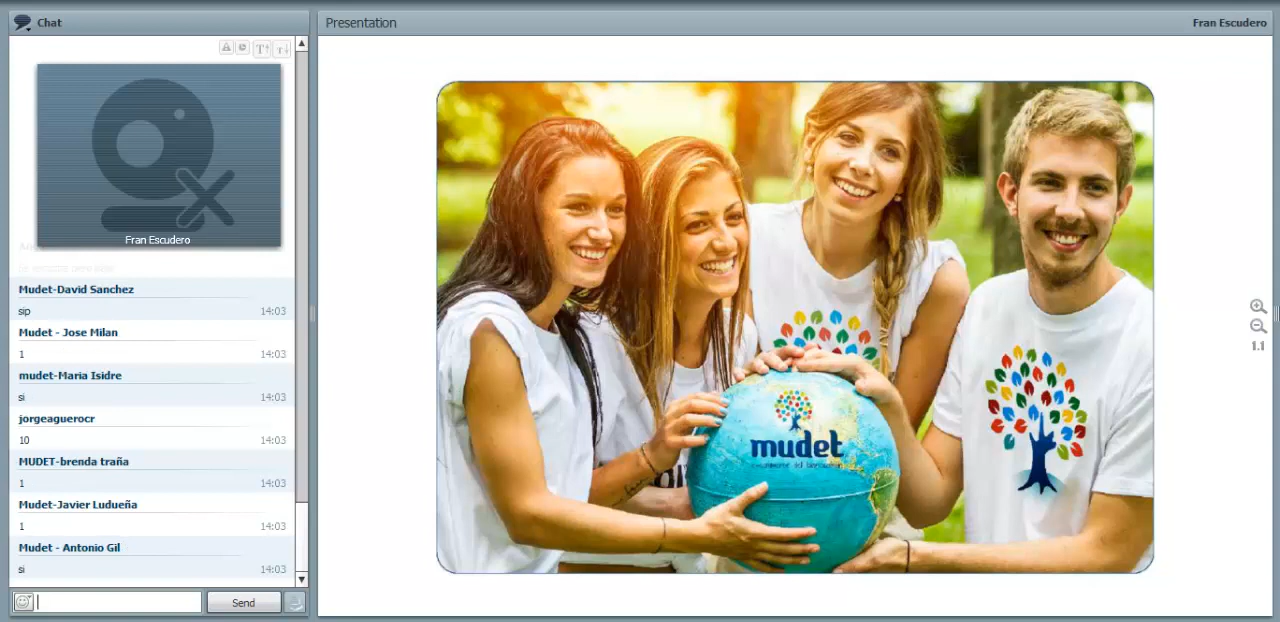 Chat
Fran Escudero
Mudet-David Sanchez
sip 14:03
Mudet - Jose Milan
1 14:03
mudet-Maria Isidre
si 14:03
jorgeaguerocr
10 14:03
MUDET-brenda traña
1 14:03
Mudet-Javier Ludueña
1 14:03
Mudet - Antonio Gil
si 14:03
Send
Presentation Fran Escudero
mudet
1.1